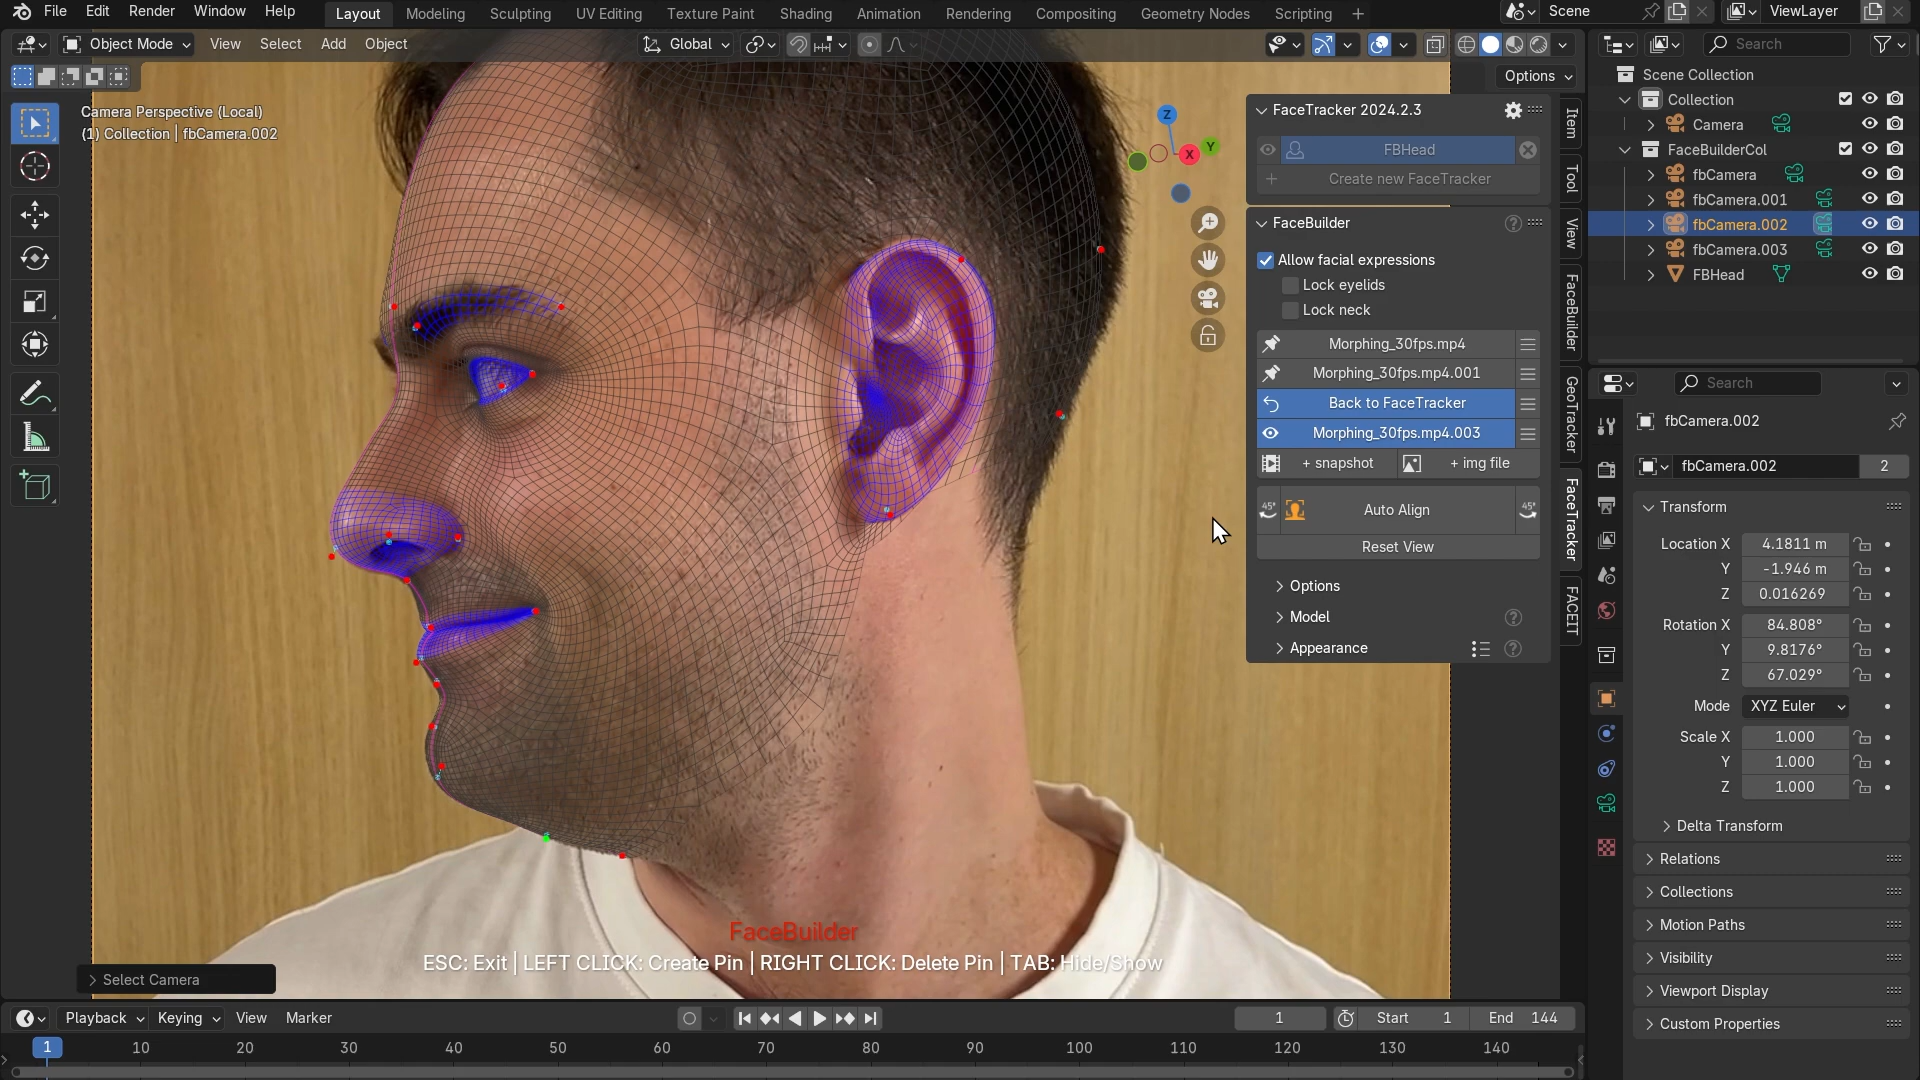 File Edit Render Window Help Layout Modeling Sculpting UV Editing Texture Paint Shading Animation Rendering Compositing Geometry Nodes Scripting + Scene ViewLayer
Object Mode View Select Add Object Global Search
Options
Camera Perspective (Local)
(1) Collection | fbCamera.002
Z
Y
X
FaceTracker 2024.2.3
FBHead
Create new FaceTracker
FaceBuilder
Allow facial expressions
Lock eyelids
Lock neck
Morphing_30fps.mp4
Morphing_30fps.mp4.001
Back to FaceTracker
Morphing_30fps.mp4.003
+ snapshot + img file
45° Auto Align 45°
Reset View
Options
Model
Appearance
Item
Tool
View
FaceBuilder
GeoTracker
FaceTracker
FACEIT
Scene Collection
Collection
Camera
FaceBuilderCol
fbCamera
fbCamera.001
fbCamera.002
fbCamera.003
FBHead
Search
fbCamera.002
fbCamera.002 2
Transform
Location X 4.1811 m
Y -1.946 m
Z 0.016269
Rotation X 84.808°
Y 9.8176°
Z 67.029°
Mode XYZ Euler
Scale X 1.000
Y 1.000
Z 1.000
Delta Transform
Relations
Collections
Motion Paths
Visibility
Viewport Display
Custom Properties
FaceBuilder
ESC: Exit | LEFT CLICK: Create Pin | RIGHT CLICK: Delete Pin | TAB: Hide/Show
Select Camera
Playback Keying View Marker 1 Start 1 End 144
1 10 20 30 40 50 60 70 80 90 100 110 120 130 140